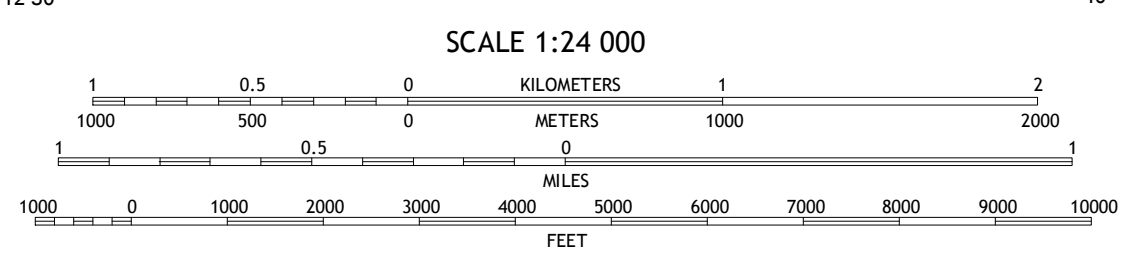 SCALE 1:24 000
1 0.5 0 KILOMETERS 1 2
1000 500 0 METERS 1000 2000
1 0.5 0 1
MILES
1000 0 1000 2000 3000 4000 5000 6000 7000 8000 9000 10000
FEET